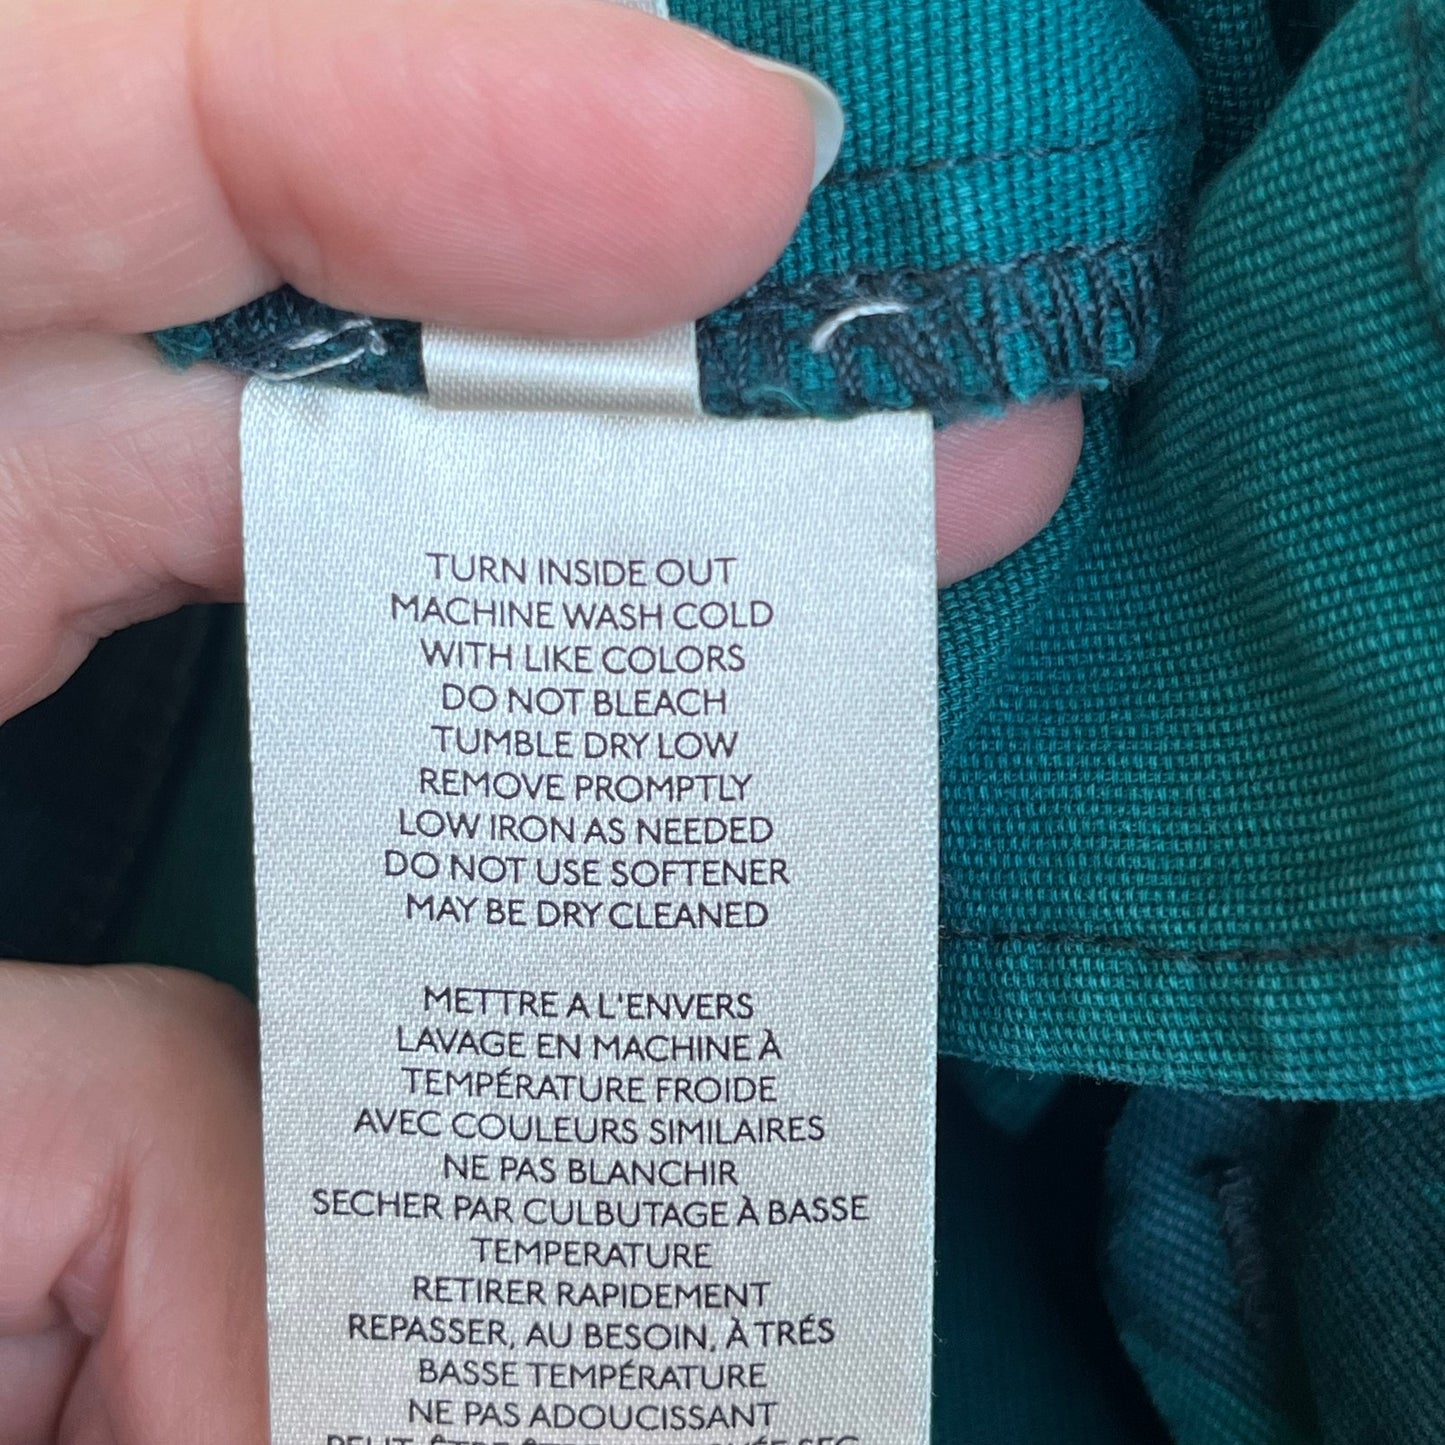 TURN INSIDE OUT
MACHINE WASH COLD
WITH LIKE COLORS
DO NOT BLEACH
TUMBLE DRY LOW
REMOVE PROMPTLY
LOW IRON AS NEEDED
DO NOT USE SOFTENER
MAY BE DRY CLEANED
METTRE A L'ENVERS
LAVAGE EN MACHINE À
TEMPÉRATURE FROIDE
AVEC COULEURS SIMILAIRES
NE PAS BLANCHIR
SECHER PAR CULBUTAGE À BASSE
TEMPERATURE
RETIRER RAPIDEMENT
REPASSER, AU BESOIN, À TRÉS
BASSE TEMPÉRATURE
NE PAS ADOUCISSANT